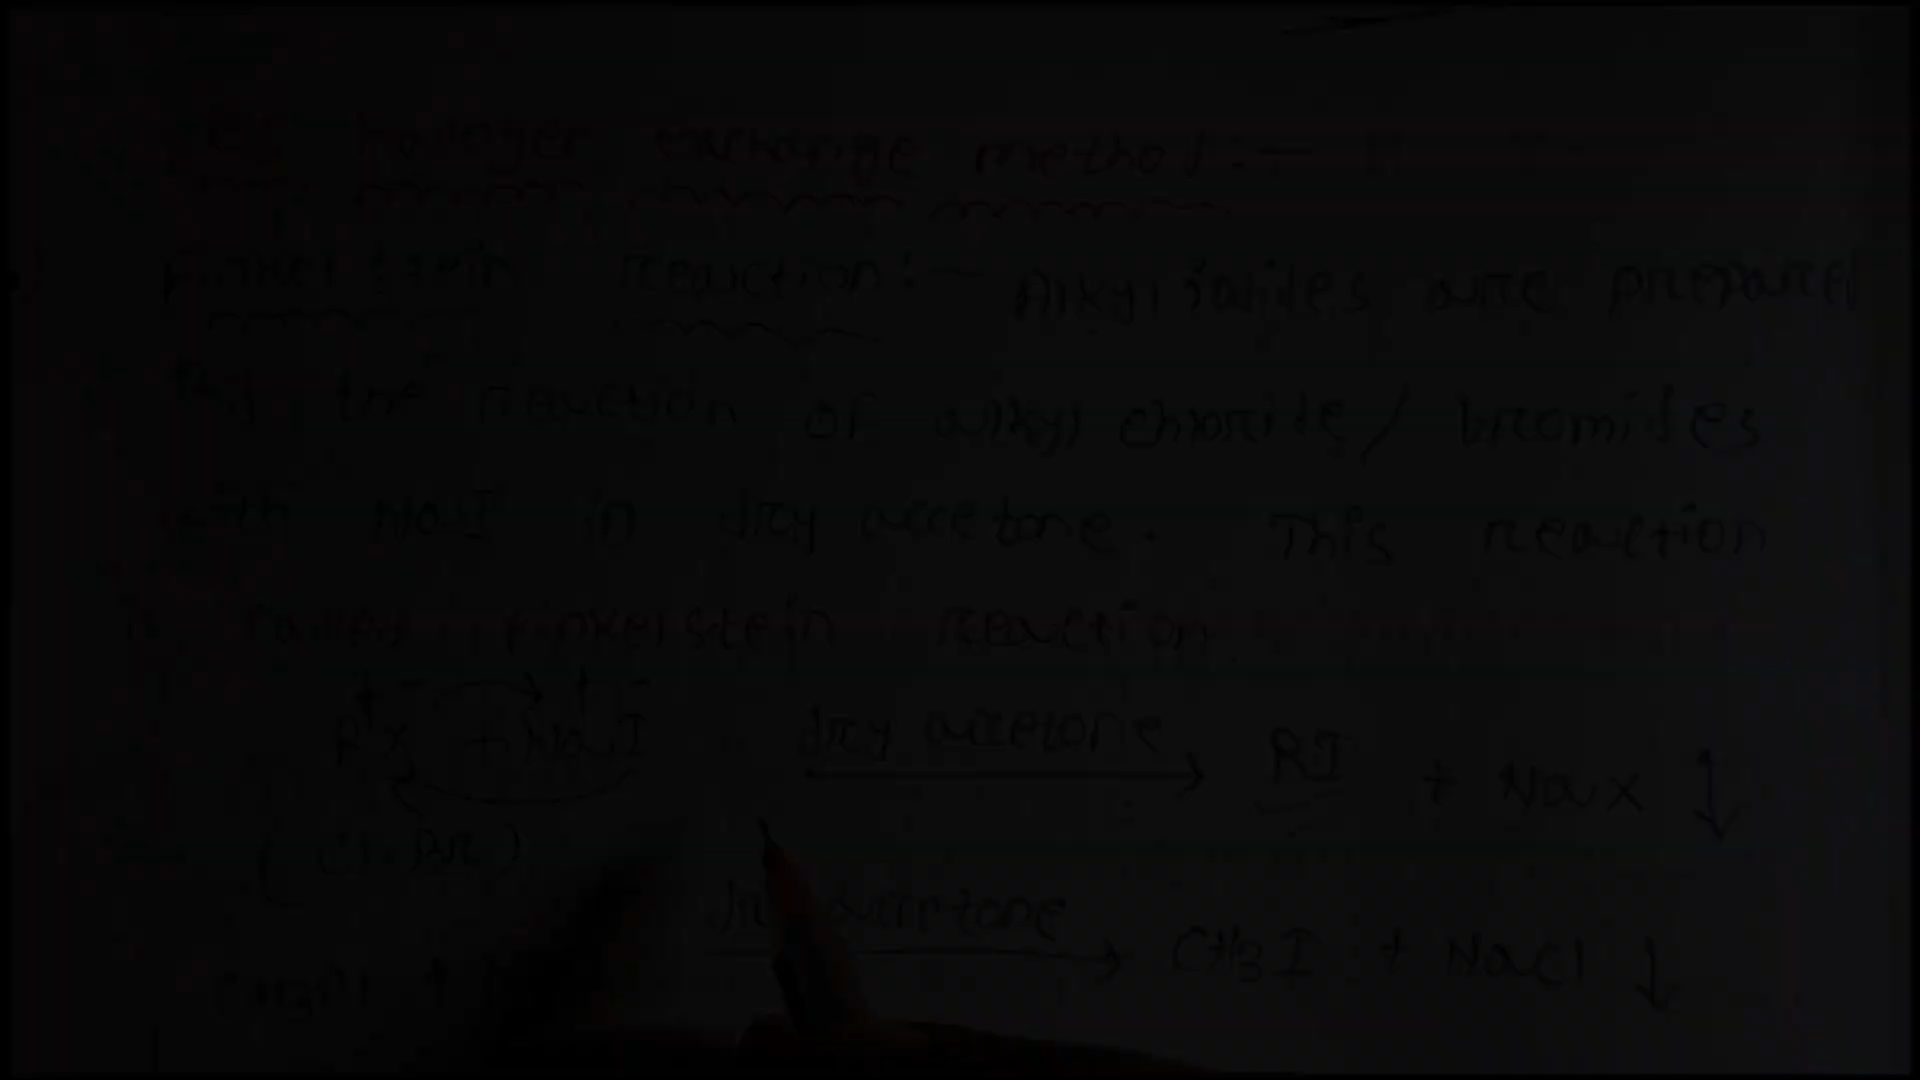 Halogen exchange method:-
Finkelstein reaction:- Alkyl iodides are prepared
By the reaction of alkyl chloride/ bromides
with NaI in dry acetone. This reaction
is Finkelstein reaction
+ - + -
RX + NaI dry acetone → RI + NaX ↓
(Cl, Br)
dry acetone
CH3Cl + → CH3I + NaCl ↓